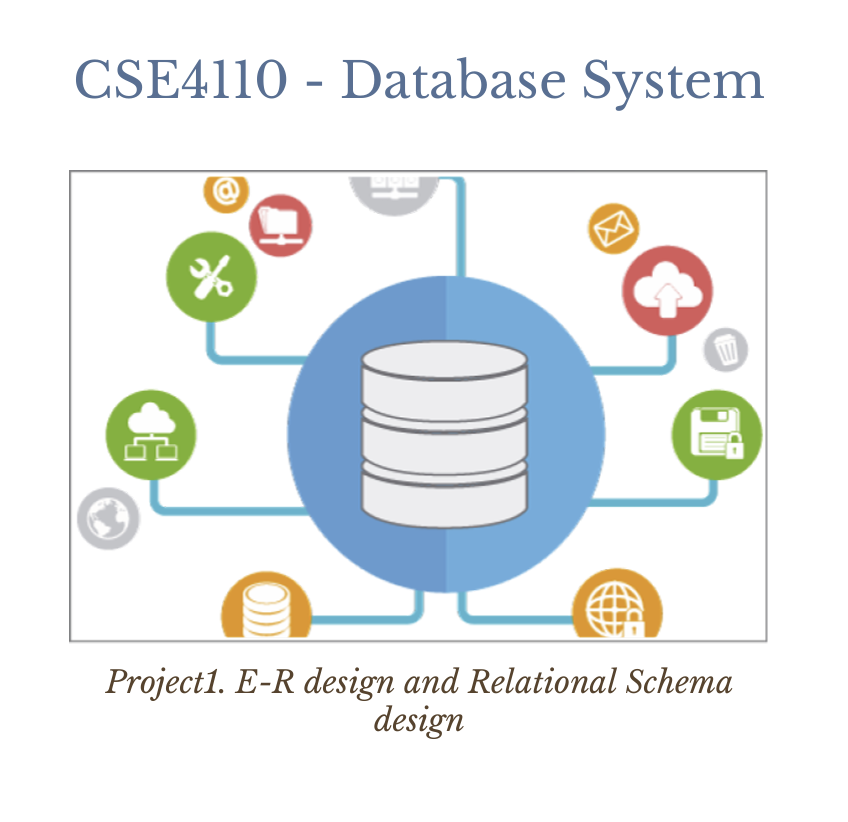 CSE4110 - Database System
@
Project1. E-R design and Relational Schema
design